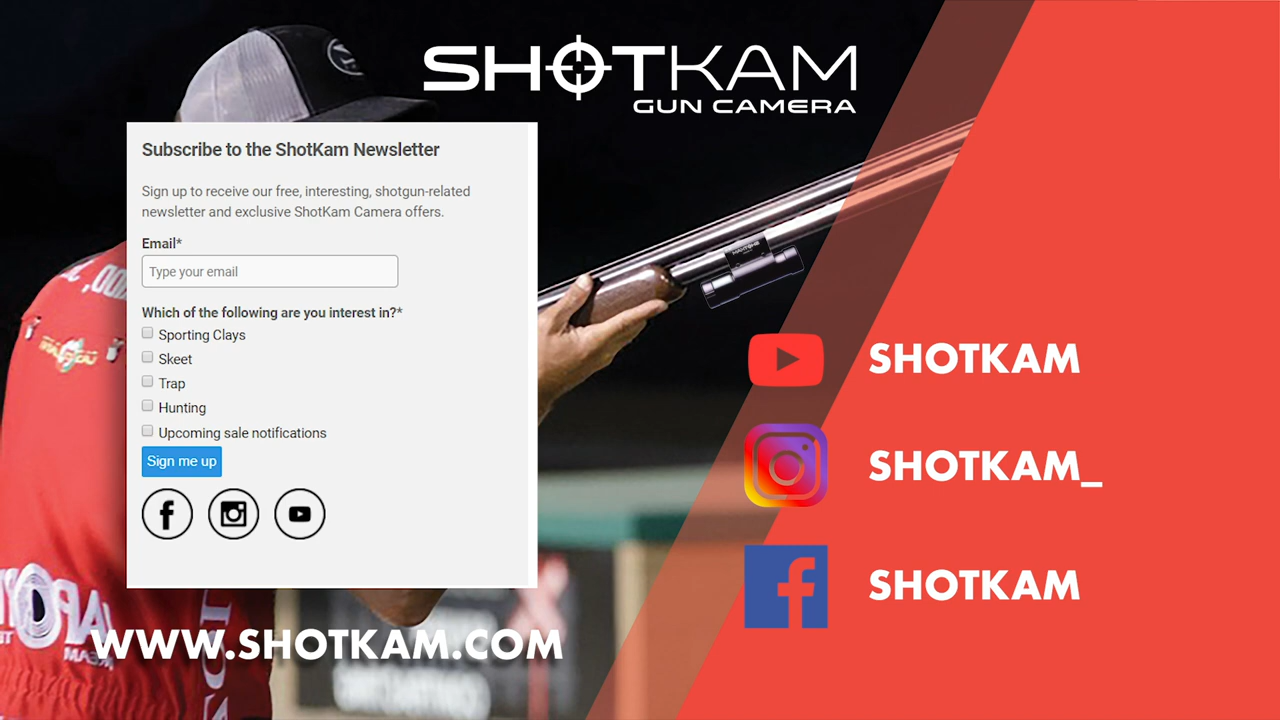 SHOTKAM
GUN CAMERA
Subscribe to the ShotKam Newsletter
Sign up to receive our free, interesting, shotgun-related
newsletter and exclusive ShotKam Camera offers.
Email*
Type your email
Which of the following are you interest in?*
Sporting Clays
Skeet
Trap
Hunting
Upcoming sale notifications
Sign me up
SHOTKAM
SHOTKAM_
SHOTKAM
WWW.SHOTKAM.COM